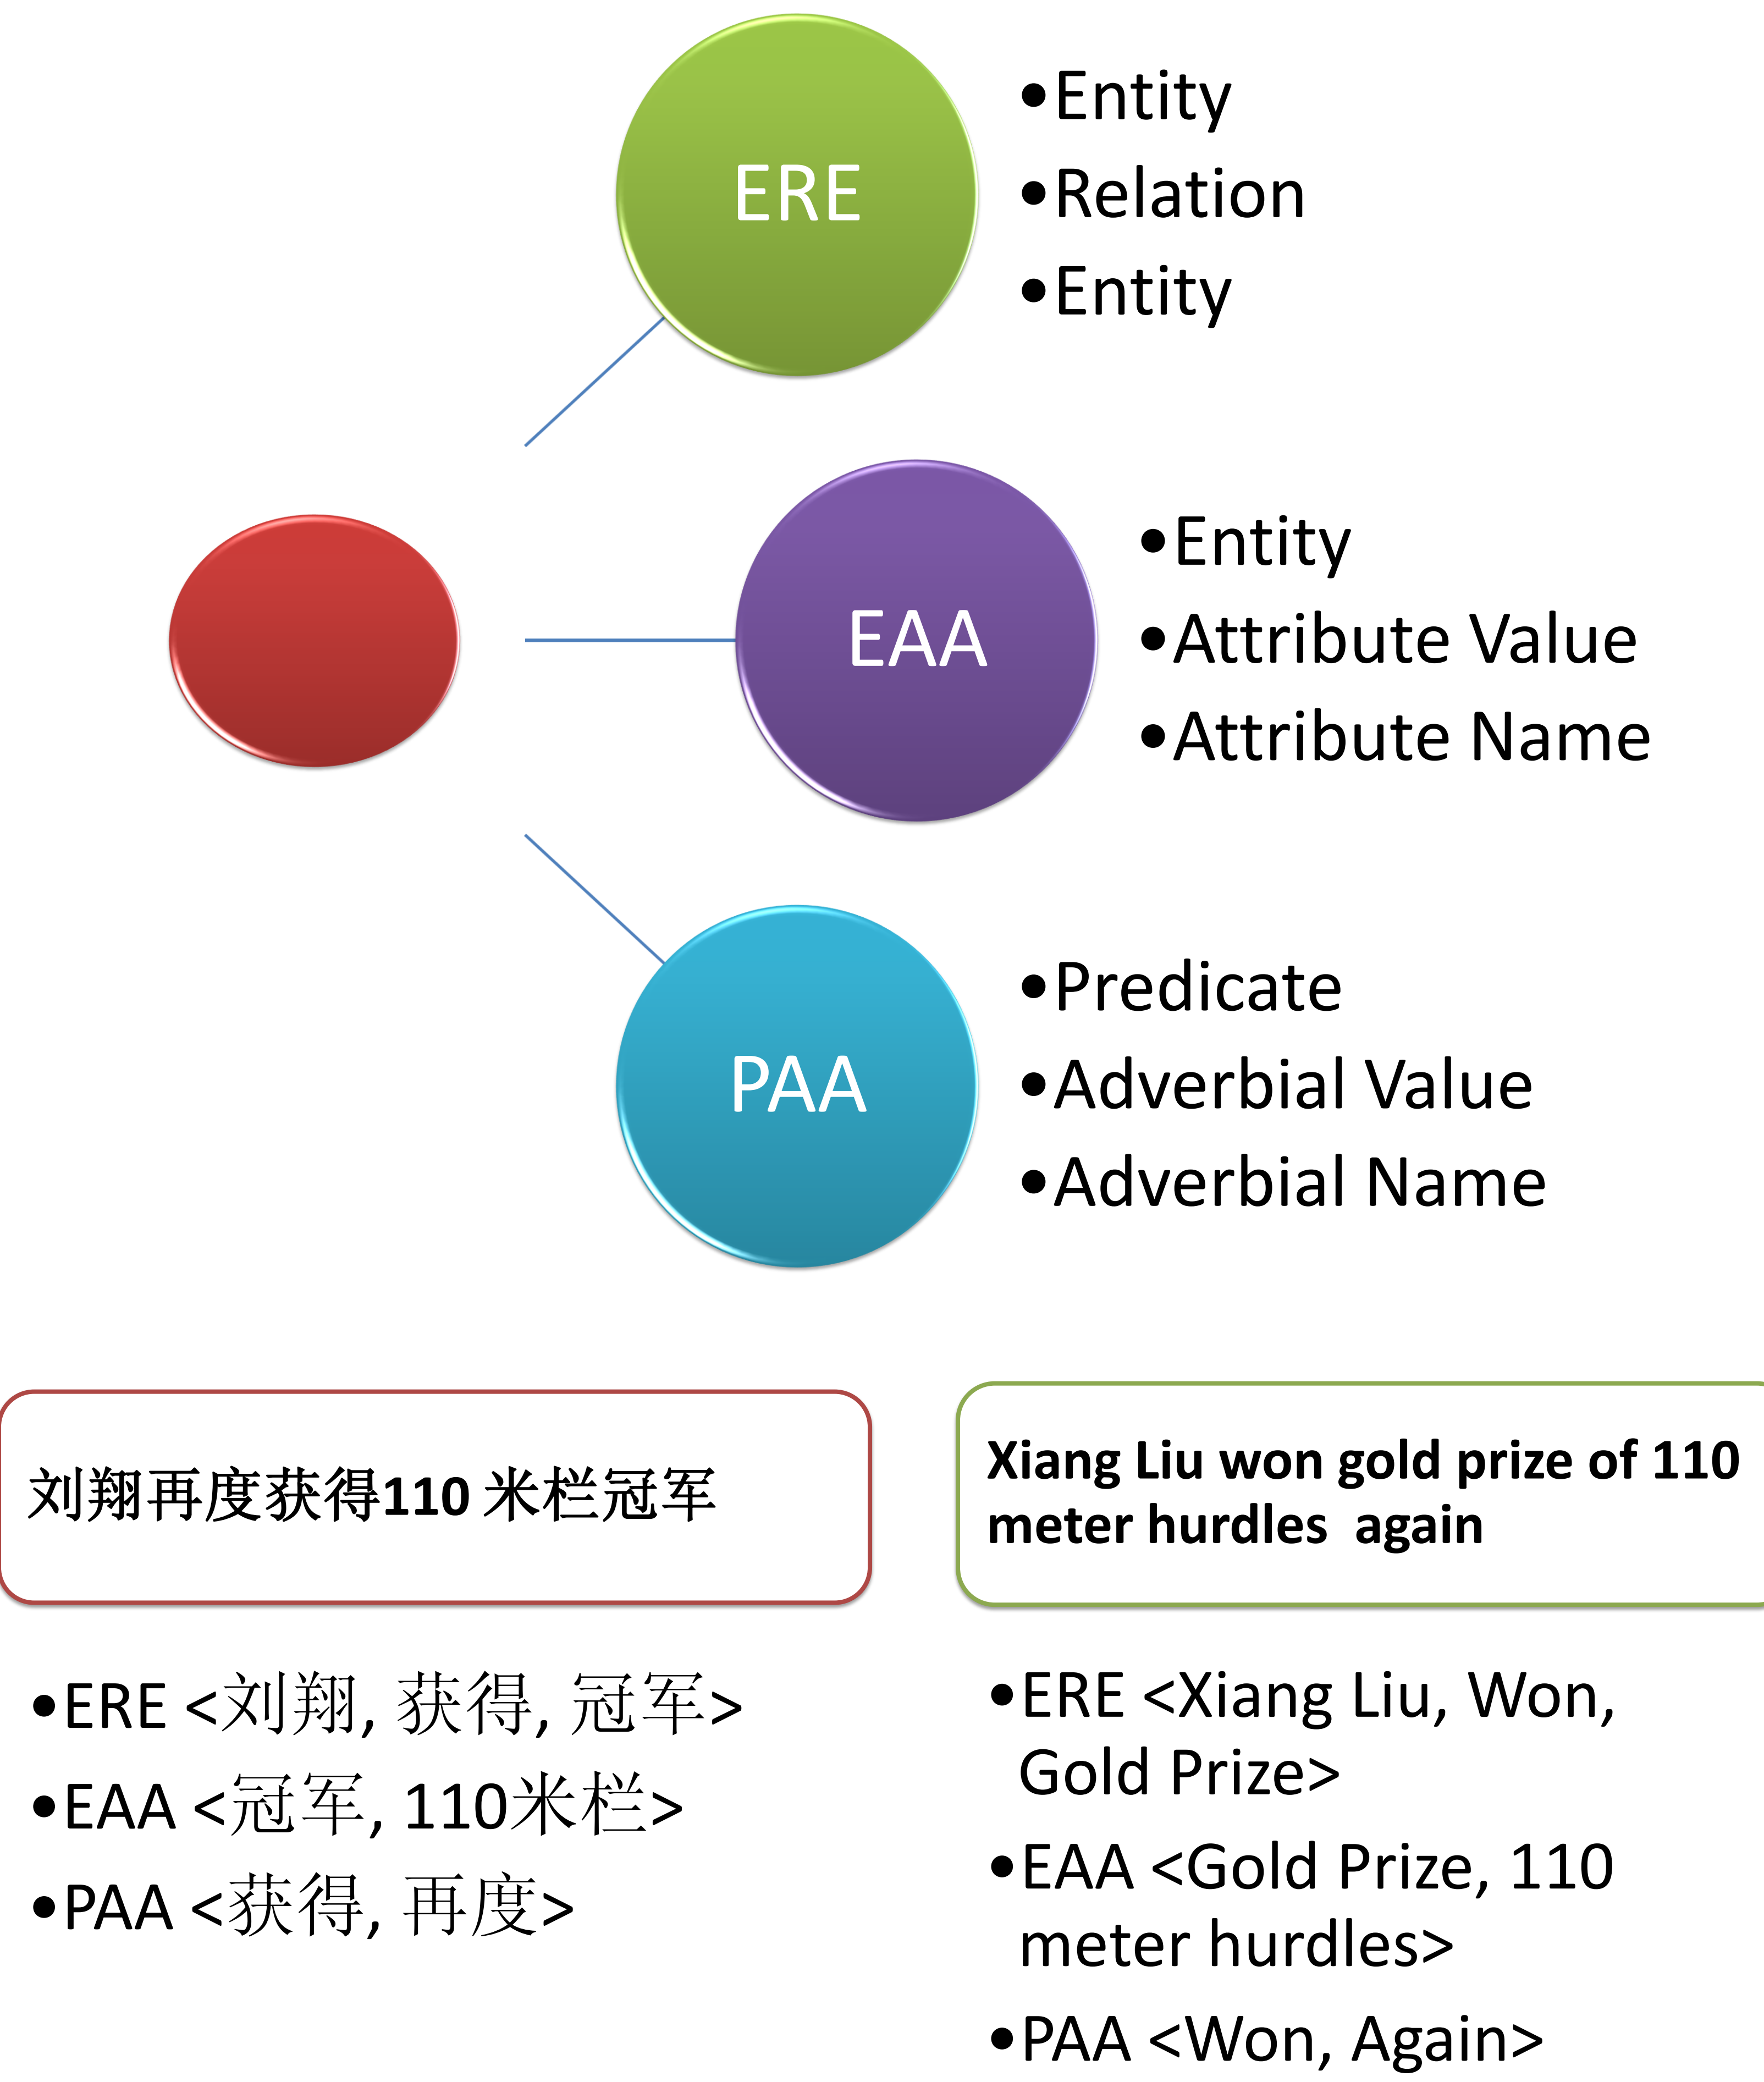 ERE
•Entity
•Relation
•Entity
EAA
•Entity
•Attribute Value
•Attribute Name
PAA
•Predicate
•Adverbial Value
•Adverbial Name
刘翔再度获得110 米栏冠军
•ERE <刘翔, 获得, 冠军>
•EAA <冠军, 110米栏>
•PAA <获得, 再度>
Xiang Liu won gold prize of 110
meter hurdles  again
•ERE <Xiang Liu, Won,
Gold Prize>
•EAA <Gold Prize, 110
meter hurdles>
•PAA <Won, Again>